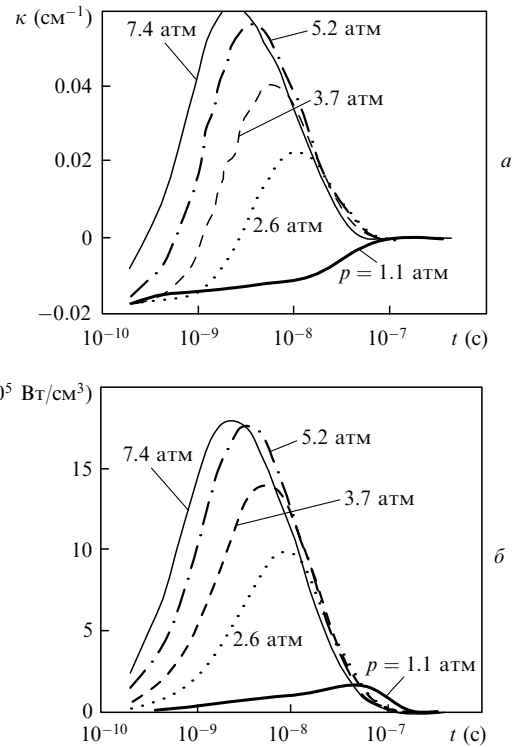 κ (см⁻¹)
7.4 атм
5.2 атм
0.04
3.7 атм
0.02
а
2.6 атм
0
p = 1.1 атм
−0.02
10⁻¹⁰ 10⁻⁹ 10⁻⁸ 10⁻⁷ t (с)
0⁵ Вт/см³)
5.2 атм
7.4 атм
15
3.7 атм
б
10
2.6 атм
5
p = 1.1 атм
0
10⁻¹⁰ 10⁻⁹ 10⁻⁸ 10⁻⁷ t (с)